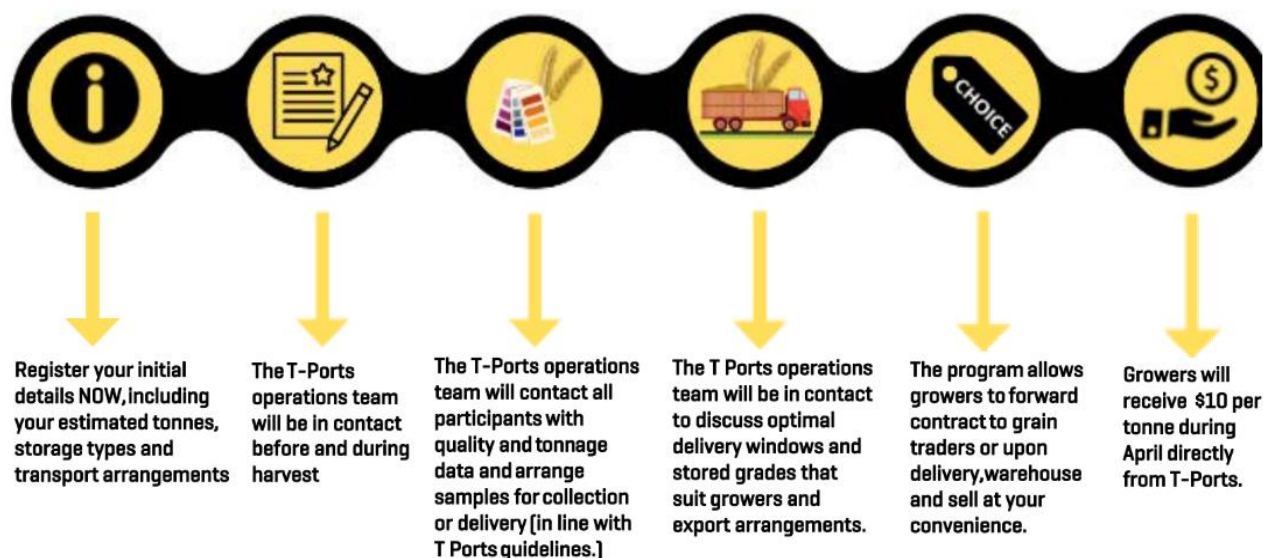 i
CHOICE
$
Register your initial
details NOW,including
your estimated tonnes,
storage types and
transport arrangements
The T-Ports
operations team
will be in contact
before and during
harvest
The T-Ports operations
team will contact all
participants with
quality and tonnage
data and arrange
samples for collection
or delivery (in line with
T Ports guidelines.)
The T Ports operations
team will be in contact
to discuss optimal
delivery windows and
stored grades that
suit growers and
export arrangements.
The program allows
growers to forward
contract to grain
traders or upon
delivery,warehouse
and sell at your
convenience.
Growers will
receive $10 per
tonne during
April directly
from T-Ports.